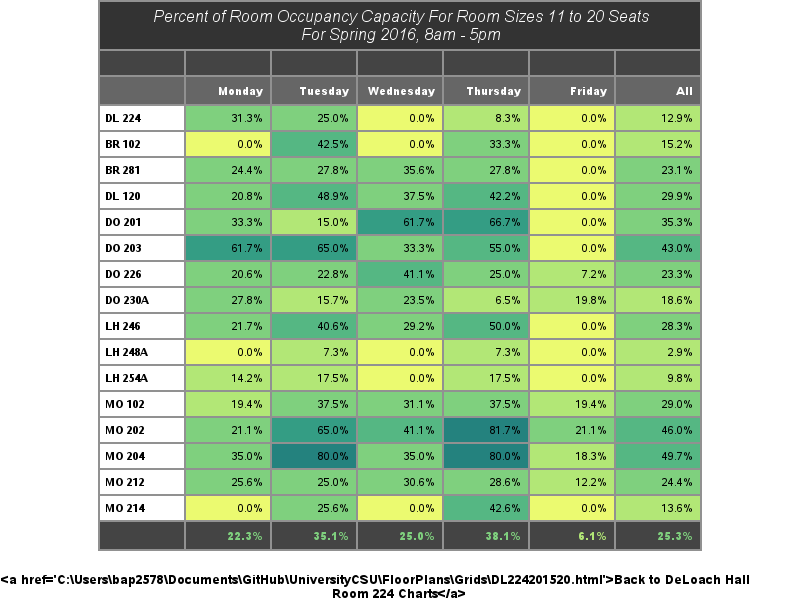 Percent of Room Occupancy Capacity For Room Sizes 11 to 20 Seats
For Spring 2016, 8am - 5pm
Monday Tuesday Wednesday Thursday Friday All
DL 224 31.3% 25.0% 0.0% 8.3% 0.0% 12.9%
BR 102 0.0% 42.5% 0.0% 33.3% 0.0% 15.2%
BR 281 24.4% 27.8% 35.6% 27.8% 0.0% 23.1%
DL 120 20.8% 48.9% 37.5% 42.2% 0.0% 29.9%
DO 201 33.3% 15.0% 61.7% 66.7% 0.0% 35.3%
DO 203 61.7% 65.0% 33.3% 55.0% 0.0% 43.0%
DO 226 20.6% 22.8% 41.1% 25.0% 7.2% 23.3%
DO 230A 27.8% 15.7% 23.5% 6.5% 19.8% 18.6%
LH 246 21.7% 40.6% 29.2% 50.0% 0.0% 28.3%
LH 248A 0.0% 7.3% 0.0% 7.3% 0.0% 2.9%
LH 254A 14.2% 17.5% 0.0% 17.5% 0.0% 9.8%
MO 102 19.4% 37.5% 31.1% 37.5% 19.4% 29.0%
MO 202 21.1% 65.0% 41.1% 81.7% 21.1% 46.0%
MO 204 35.0% 80.0% 35.0% 80.0% 18.3% 49.7%
MO 212 25.6% 25.0% 30.6% 28.6% 12.2% 24.4%
MO 214 0.0% 25.6% 0.0% 42.6% 0.0% 13.6%
22.3% 35.1% 25.0% 38.1% 6.1% 25.3%
<a href='C:\Users\bap2578\Documents\GitHub\UniversityCSU\FloorPlans\Grids\DL224201520.html'>Back to DeLoach Hall
Room 224 Charts</a>